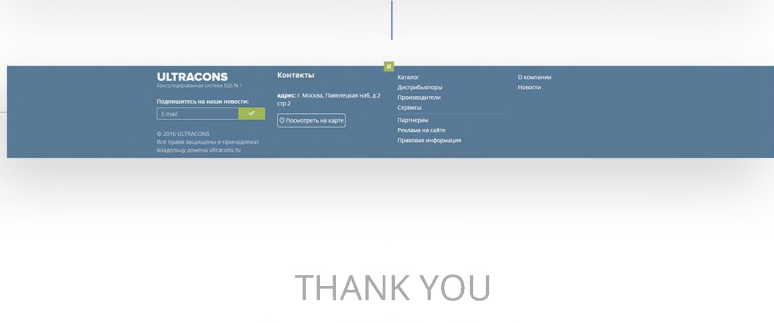 ULTRACONS
Консолидированная система b2b № 1
Подпишитесь на наши новости:
E-mail
© 2016 ULTRACONS
Все права защищены и принадлежат
владельцу домена ultracons.ru
Контакты
адрес: г. Москва, Павелецкая наб, д.2
стр 2
Посмотреть на карте
Каталог
Дистрибьюторы
Производители
Сервисы
Партнерам
Реклама на сайте
Правовая информация
О компании
Новости
THANK YOU